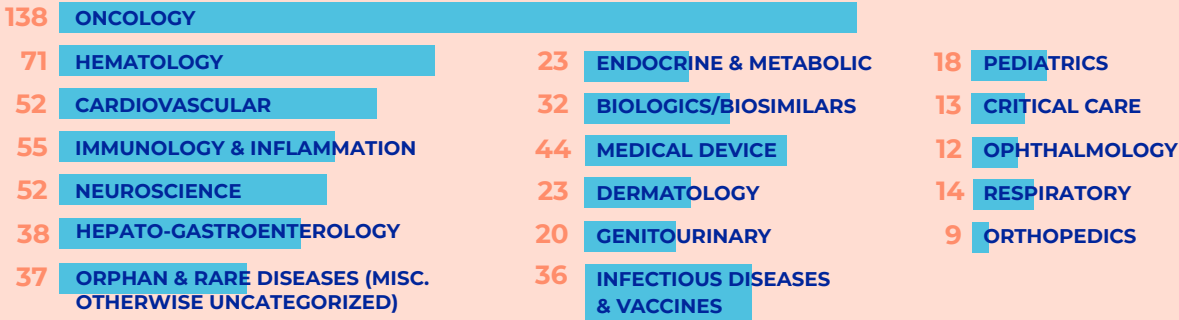 138 ONCOLOGY
71 HEMATOLOGY
52 CARDIOVASCULAR
55 IMMUNOLOGY & INFLAMMATION
52 NEUROSCIENCE
38 HEPATO-GASTROENTEROLOGY
37 ORPHAN & RARE DISEASES (MISC.
OTHERWISE UNCATEGORIZED)
23 ENDOCRINE & METABOLIC
32 BIOLOGICS/BIOSIMILARS
44 MEDICAL DEVICE
23 DERMATOLOGY
20 GENITOURINARY
36 INFECTIOUS DISEASES
& VACCINES
18 PEDIATRICS
13 CRITICAL CARE
12 OPHTHALMOLOGY
14 RESPIRATORY
9 ORTHOPEDICS